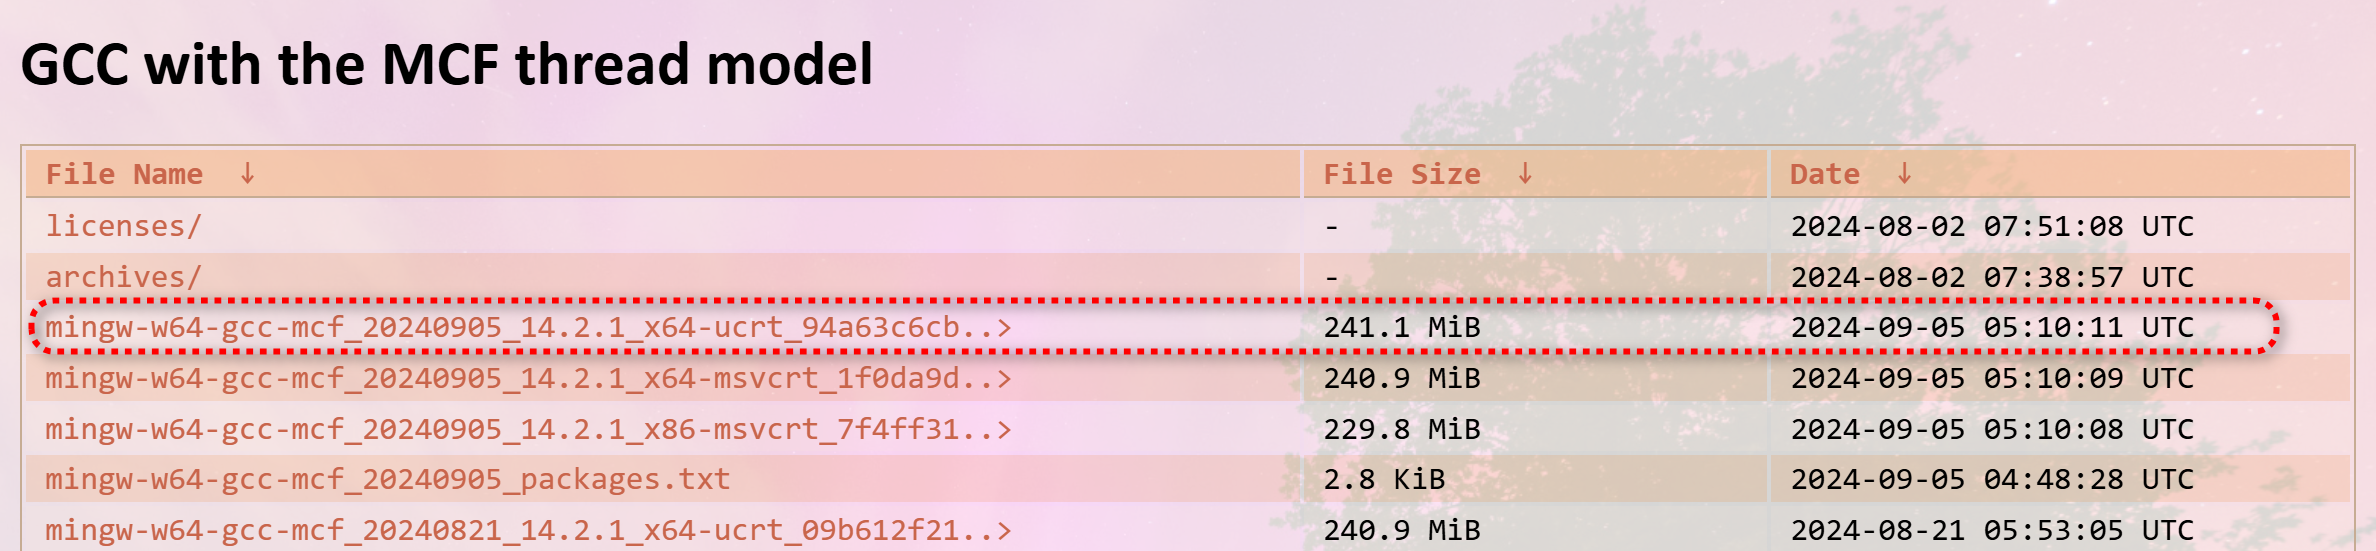 GCC with the MCF thread model
File Name ↓ File Size ↓ Date ↓
licenses/ - 2024-08-02 07:51:08 UTC
archives/ - 2024-08-02 07:38:57 UTC
mingw-w64-gcc-mcf_20240905_14.2.1_x64-ucrt_94a63c6cb..> 241.1 MiB 2024-09-05 05:10:11 UTC
mingw-w64-gcc-mcf_20240905_14.2.1_x64-msvcrt_1f0da9d..> 240.9 MiB 2024-09-05 05:10:09 UTC
mingw-w64-gcc-mcf_20240905_14.2.1_x86-msvcrt_7f4ff31..> 229.8 MiB 2024-09-05 05:10:08 UTC
mingw-w64-gcc-mcf_20240905_packages.txt 2.8 KiB 2024-09-05 04:48:28 UTC
mingw-w64-gcc-mcf_20240821_14.2.1_x64-ucrt_09b612f21..> 240.9 MiB 2024-08-21 05:53:05 UTC